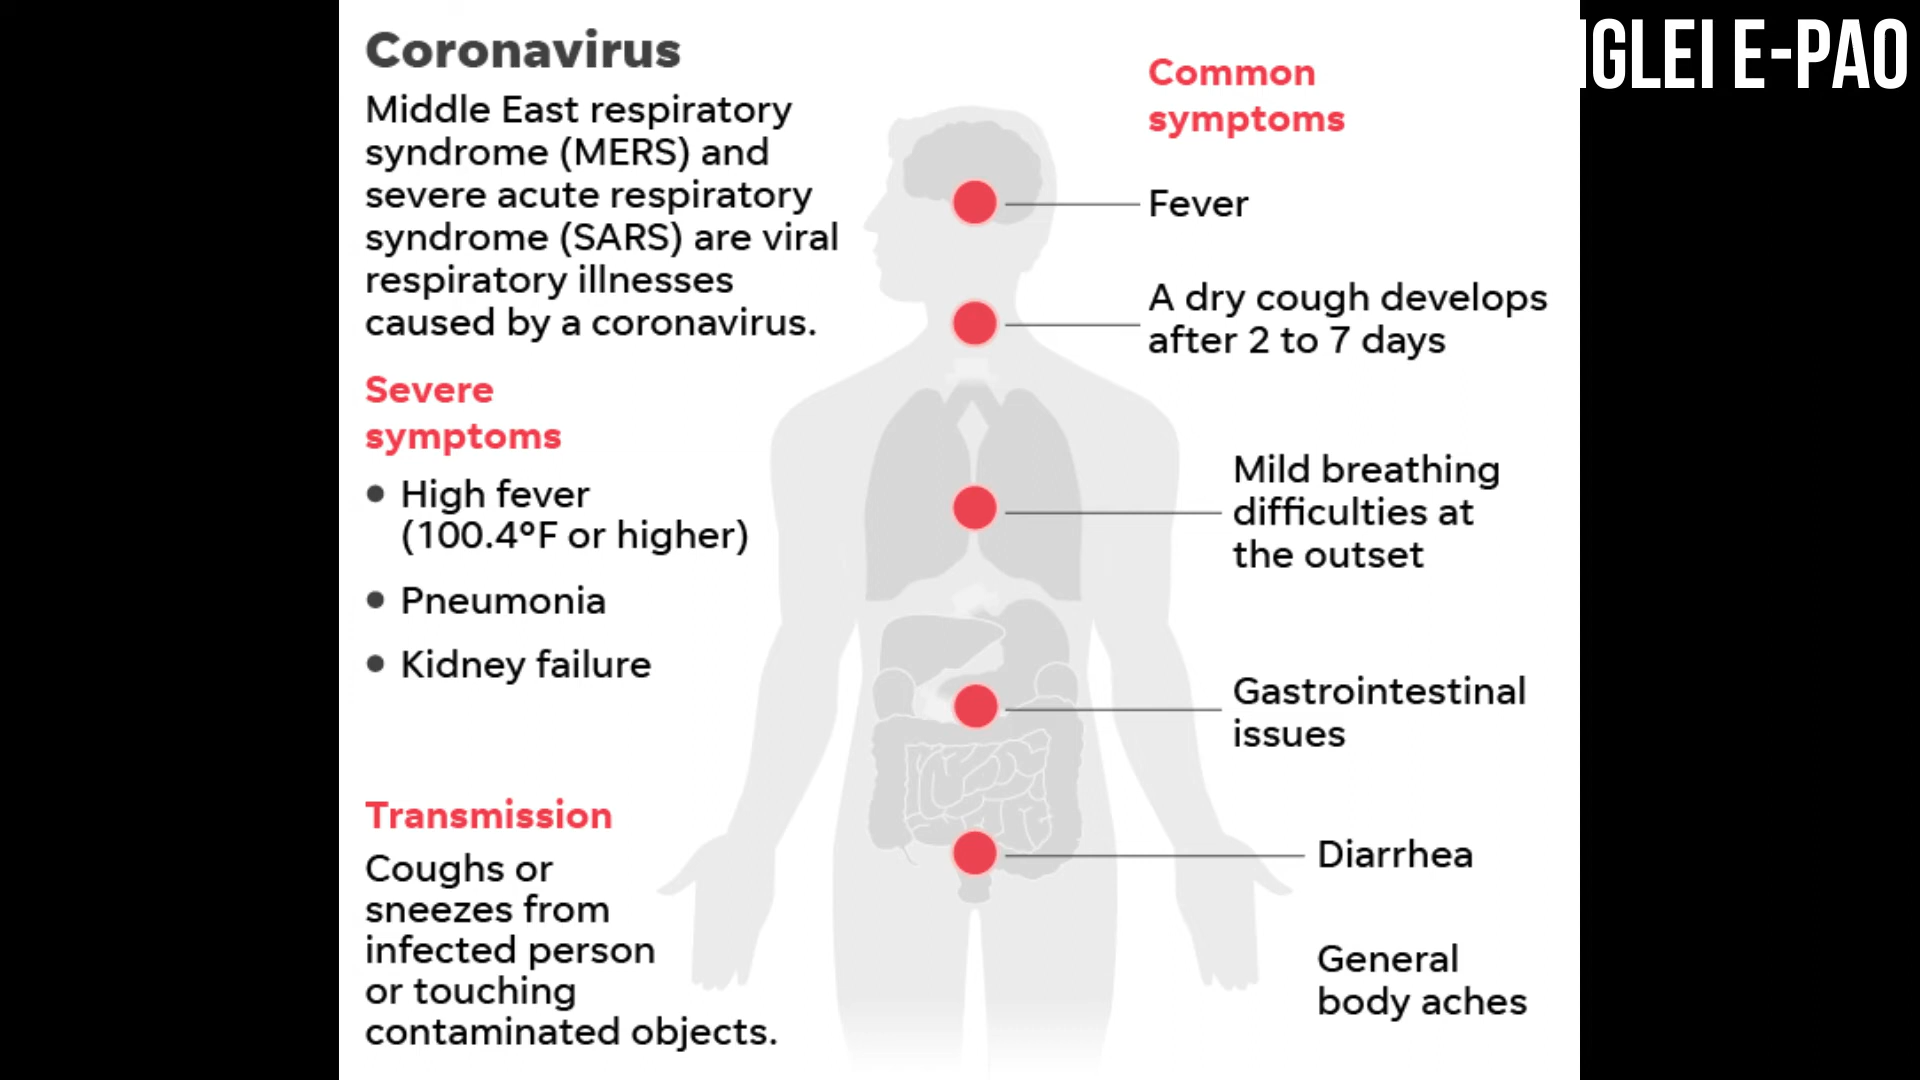 Coronavirus
Middle East respiratory
syndrome (MERS) and
severe acute respiratory
syndrome (SARS) are viral
respiratory illnesses
caused by a coronavirus.
Severe
symptoms
• High fever
(100.4°F or higher)
• Pneumonia
• Kidney failure
Transmission
Coughs or
sneezes from
infected person
or touching
contaminated objects.
Common
symptoms
Fever
A dry cough develops
after 2 to 7 days
Mild breathing
difficulties at
the outset
Gastrointestinal
issues
Diarrhea
General
body aches
E-PAO